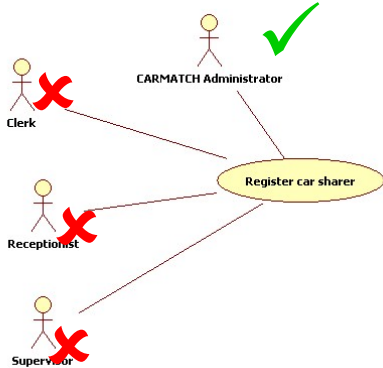 CARMATCH Administrator
Clerk
Register car sharer
Receptionist
Supervisor